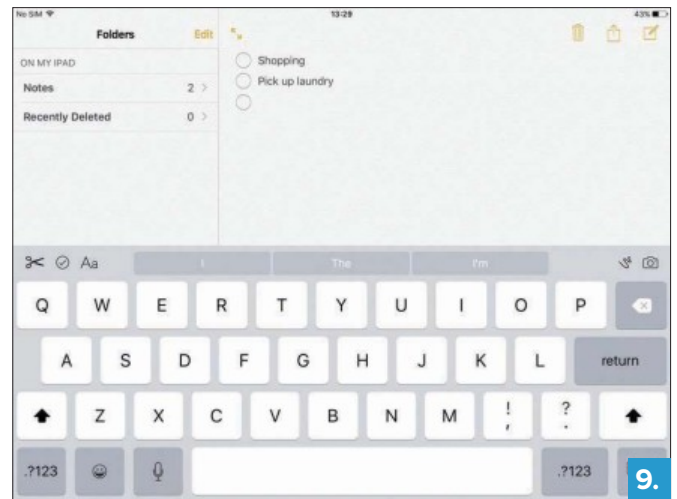 No SIM 13:29 43%
Folders Edit
ON MY IPAD
Notes 2
Recently Deleted 0
Shopping
Pick up laundry
Aa I The I'm
Q W E R T Y U I O P
A S D F G H J K L return
Z X C V B N M ! , ? .
.?123 .?123
9.